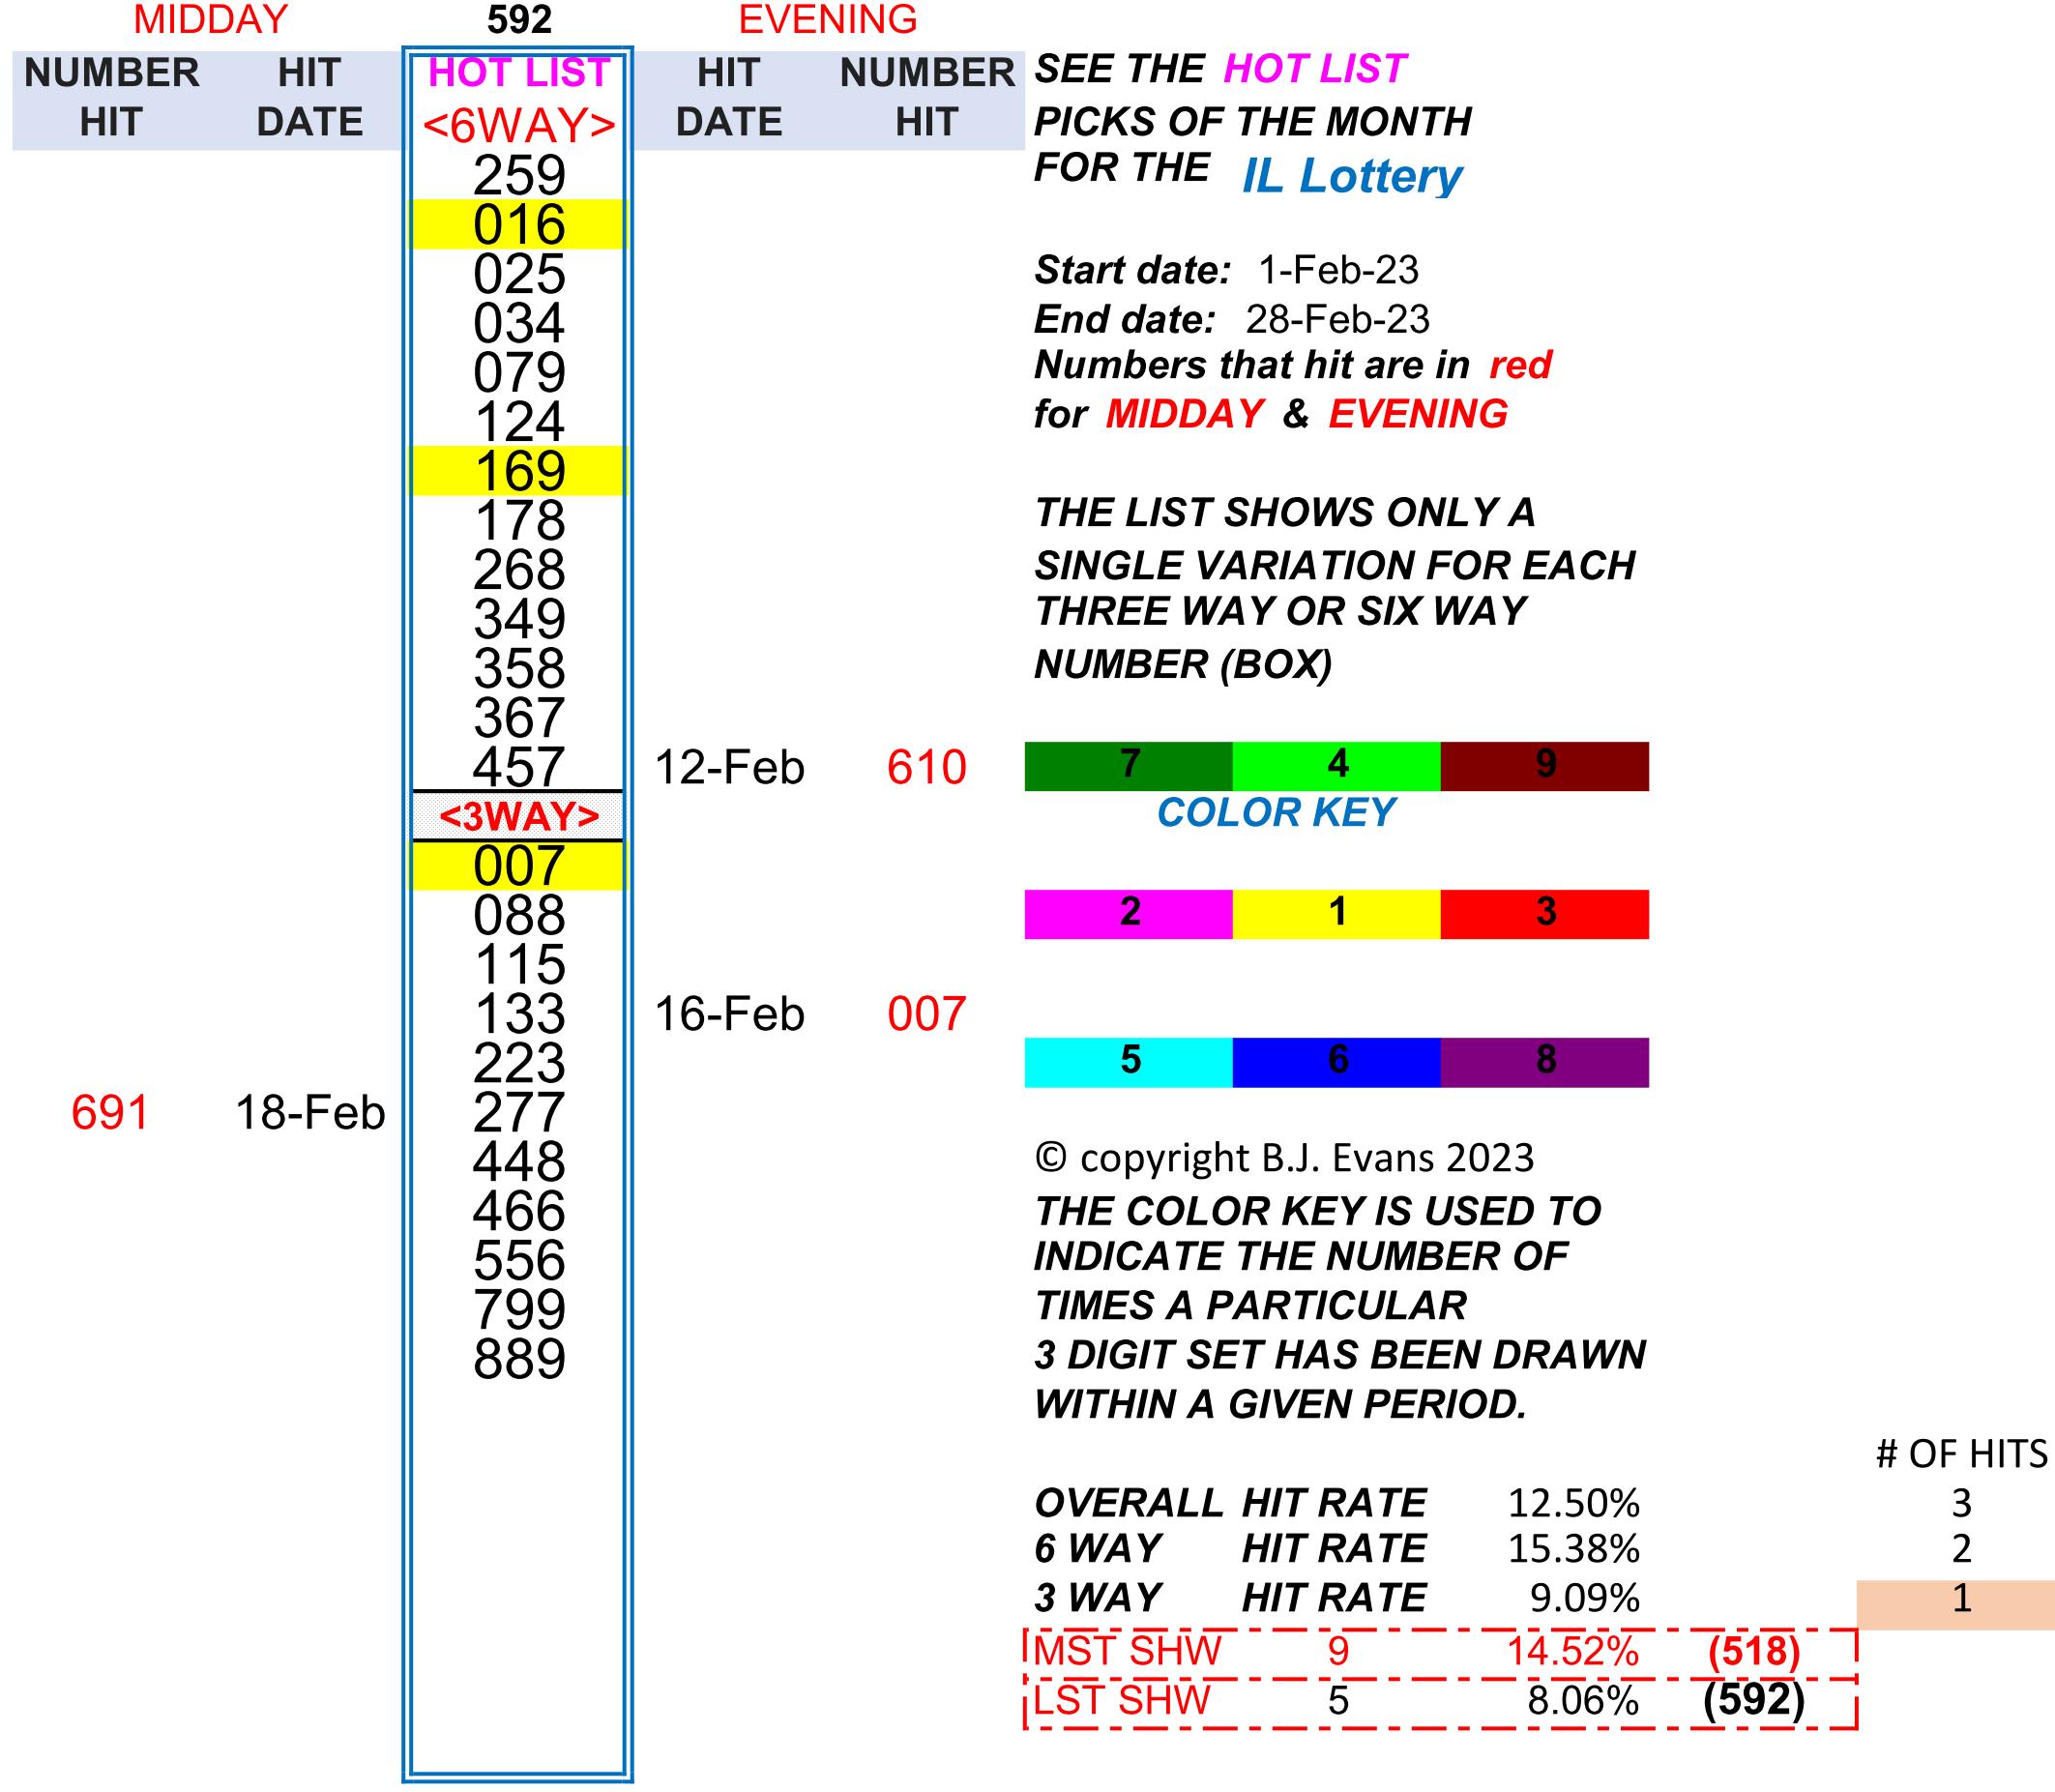 MIDDAY 592 EVENING
NUMBER HIT HOT LIST HIT NUMBER
HIT DATE <6WAY> DATE HIT
259
016
025
034
079
124
169
178
268
349
358
367
457 12-Feb 610
<3WAY>
007
088
115
133 16-Feb 007
223
691 18-Feb 277
448
466
556
799
889
SEE THE HOT LIST
PICKS OF THE MONTH
FOR THE IL Lottery
Start date: 1-Feb-23
End date: 28-Feb-23
Numbers that hit are in red
for MIDDAY & EVENING
THE LIST SHOWS ONLY A
SINGLE VARIATION FOR EACH
THREE WAY OR SIX WAY
NUMBER (BOX)
7 4 9
COLOR KEY
2 1 3
5 6 8
© copyright B.J. Evans 2023
THE COLOR KEY IS USED TO
INDICATE THE NUMBER OF
TIMES A PARTICULAR
3 DIGIT SET HAS BEEN DRAWN
WITHIN A GIVEN PERIOD.
# OF HITS
OVERALL HIT RATE 12.50% 3
6 WAY HIT RATE 15.38% 2
3 WAY HIT RATE 9.09% 1
MST SHW 9 14.52% (518)
LST SHW 5 8.06% (592)